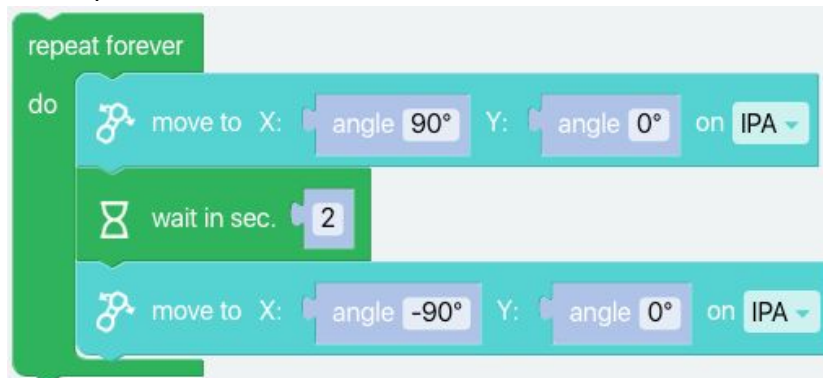 repeat forever
do move to X: angle 90° Y: angle 0° on IPA
wait in sec. 2
move to X: angle -90° Y: angle 0° on IPA